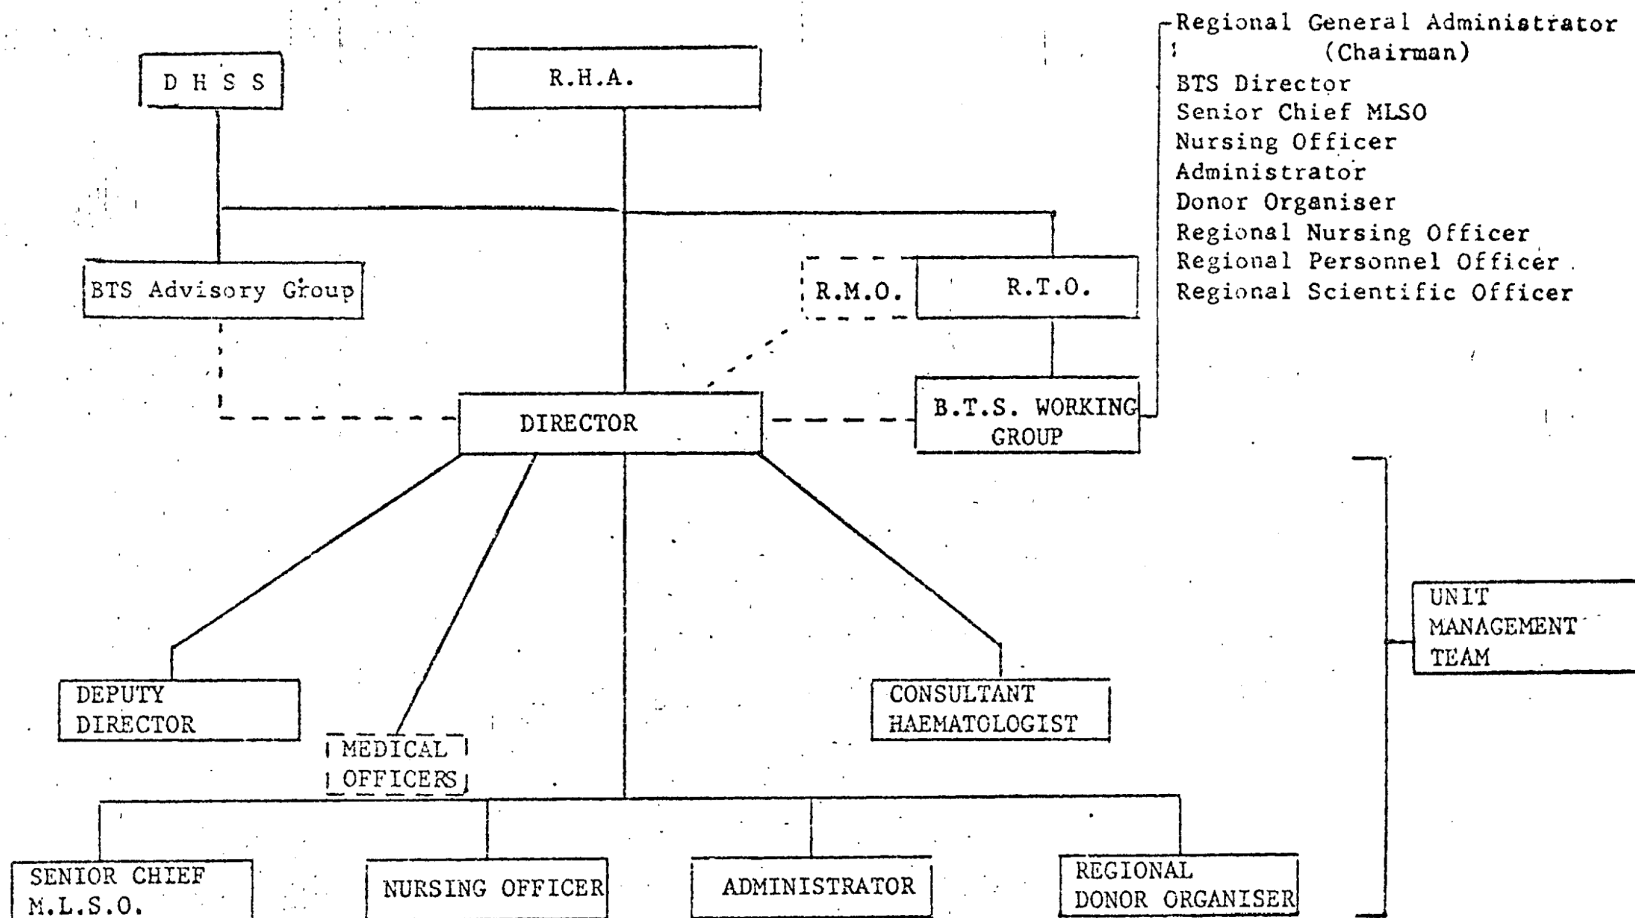 Regional General Administrator
(Chairman)
BTS Director
Senior Chief MLSO
Nursing Officer
Administrator
Donor Organiser
Regional Nursing Officer
Regional Personnel Officer
Regional Scientific Officer
D H S S
R.H.A.
BTS Advisory Group
R.M.O.
R.T.O.
DIRECTOR
B.T.S. WORKING
GROUP
UNIT
MANAGEMENT
TEAM
DEPUTY
DIRECTOR
MEDICAL
OFFICERS
CONSULTANT
HAEMATOLOGIST
SENIOR CHIEF
M.L.S.O.
NURSING OFFICER
ADMINISTRATOR
REGIONAL
DONOR ORGANISER